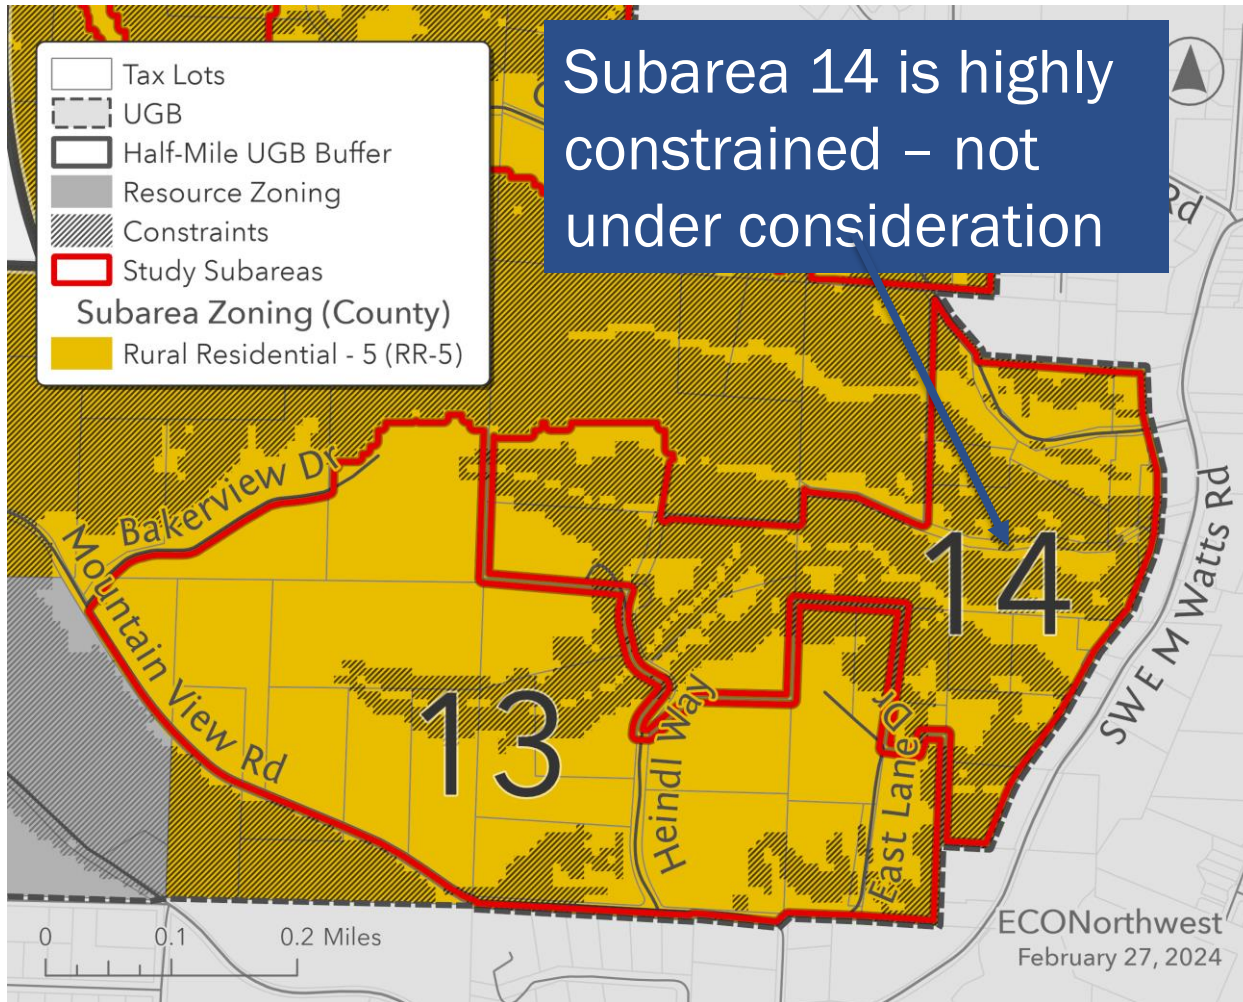 Subarea 14 is highly
constrained – not
under consideration
Tax Lots
UGB
Half-Mile UGB Buffer
Resource Zoning
Constraints
Study Subareas
Subarea Zoning (County)
Rural Residential - 5 (RR-5)
Rd
Bakerview Dr
Mountain View Rd
13
14
Heindl Way
East Lane Dr
SW E M Watts Rd
0 0.1 0.2 Miles
ECONorthwest
February 27, 2024